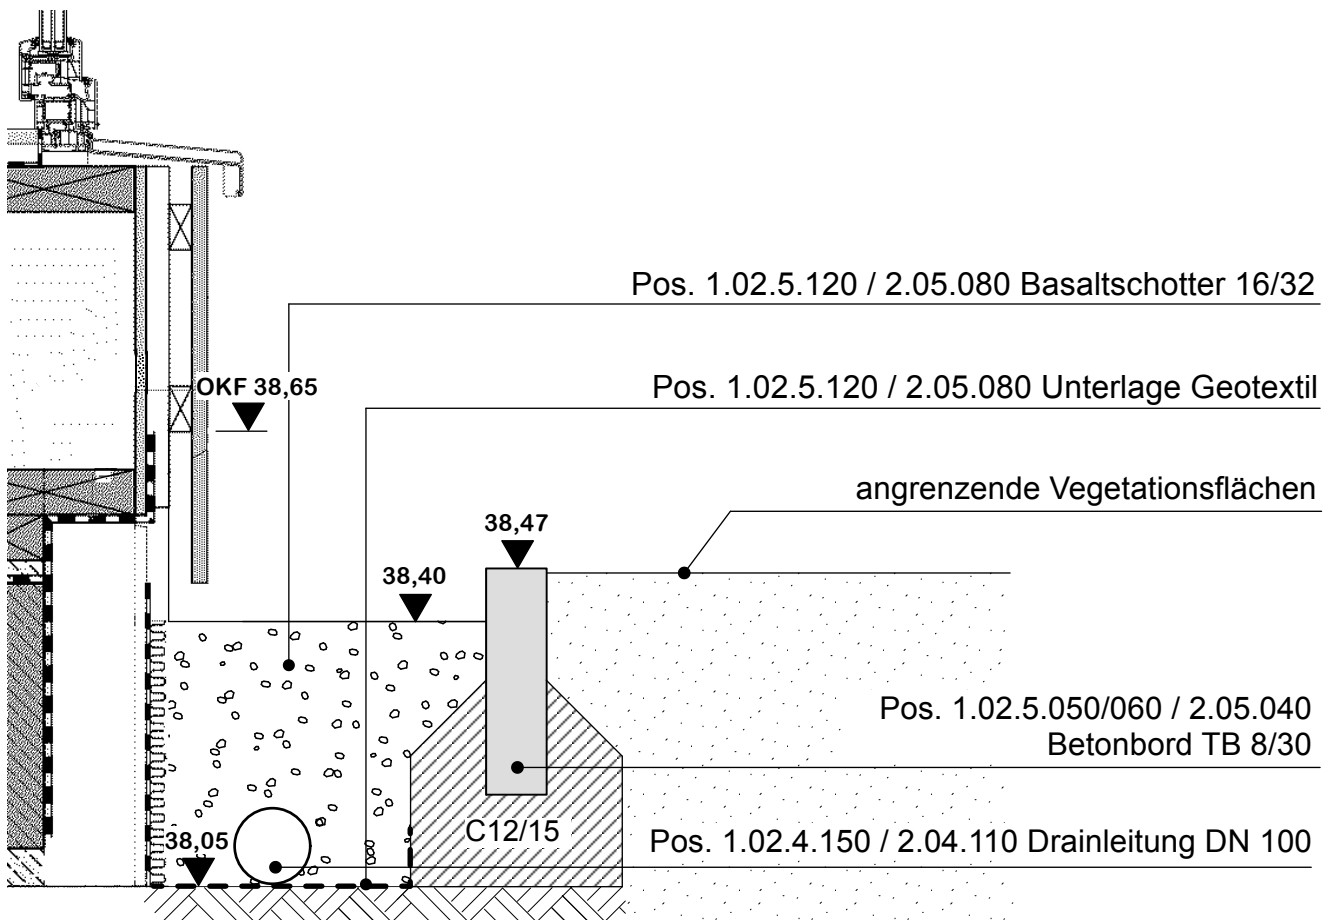 Pos. 1.02.5.120 / 2.05.080 Basaltschotter 16/32
OKF 38,65
Pos. 1.02.5.120 / 2.05.080 Unterlage Geotextil
angrenzende Vegetationsflächen
38,47
38,40
Pos. 1.02.5.050/060 / 2.05.040
Betonbord TB 8/30
C12/15
38,05
Pos. 1.02.4.150 / 2.04.110 Drainleitung DN 100